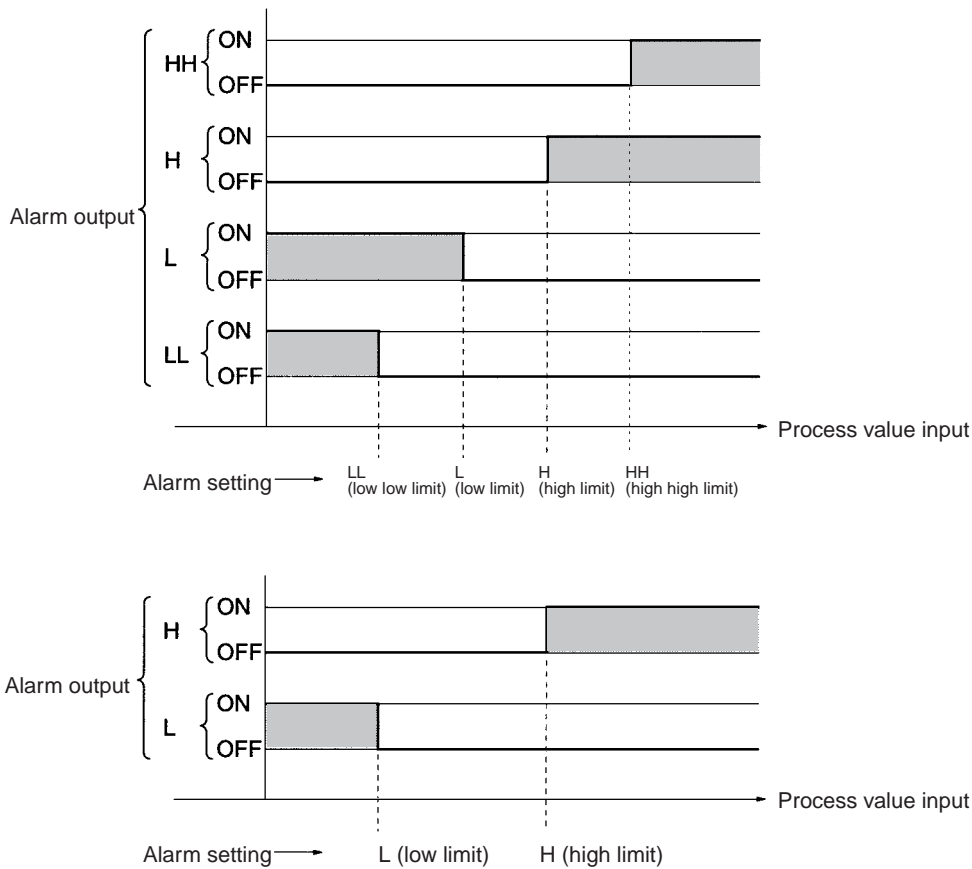 HH
ON
OFF
H
ON
OFF
Alarm output
L
ON
OFF
LL
ON
OFF
Process value input
Alarm setting
LL
(low low limit)
L
(low limit)
H
(high limit)
HH
(high high limit)
H
ON
OFF
Alarm output
L
ON
OFF
Process value input
Alarm setting
L (low limit)
H (high limit)